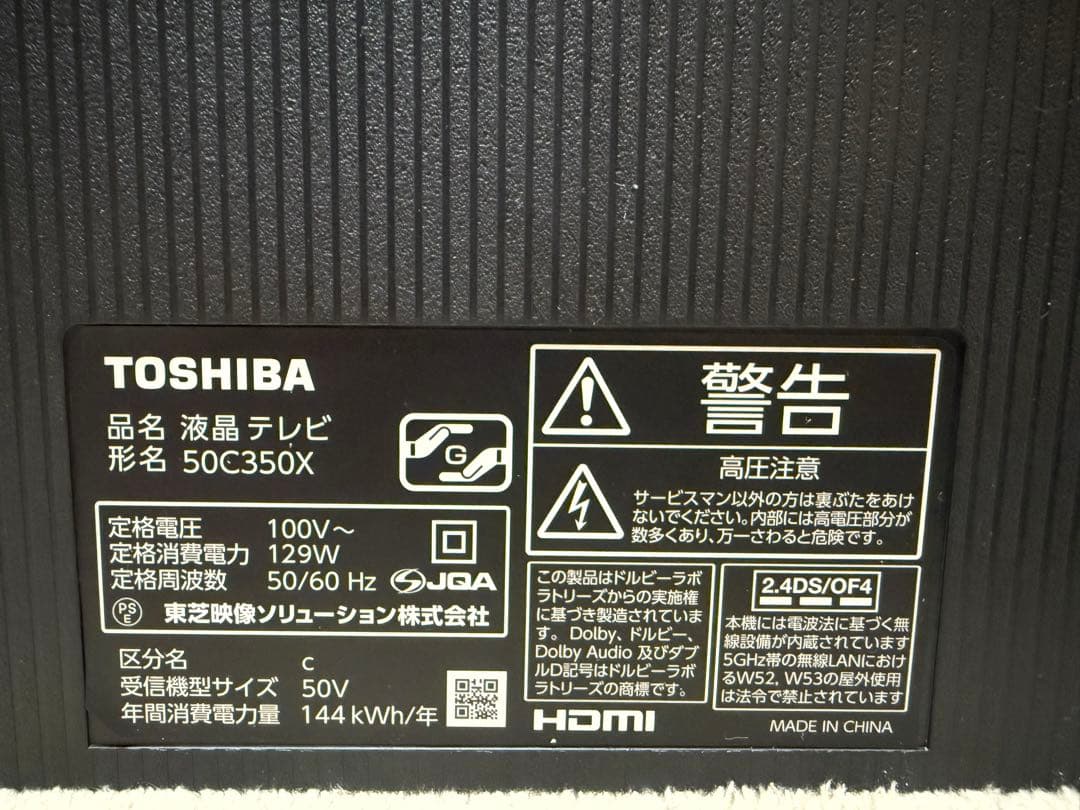 TOSHIBA
品名 液晶テレビ
形名 50C350X
G
定格電圧 100V～
定格消費電力 129W
定格周波数 50/60 Hz JQA
PS
E
東芝映像ソリューション株式会社
区分名 C
受信機型サイズ 50V
年間消費電力量 144kWh/年
警告
高圧注意
サービスマン以外の方は裏ぶたをあけ
ないでください。内部には高電圧部分が
数多くあり、万一さわると危険です。
この製品はドルビーラボ
ラトリーズからの実施権
に基づき製造されていま
す。Dolby、ドルビー、
Dolby Audio 及びダブ
ルD記号はドルビーラボ
ラトリーズの商標です。
HDMI
2.4DS/OF4
本機には電波法に基づく無
線設備が内蔵されています
5GHz帯の無線LANにおけ
るW52, W53の屋外使用
は法令で禁止されています
MADE IN CHINA